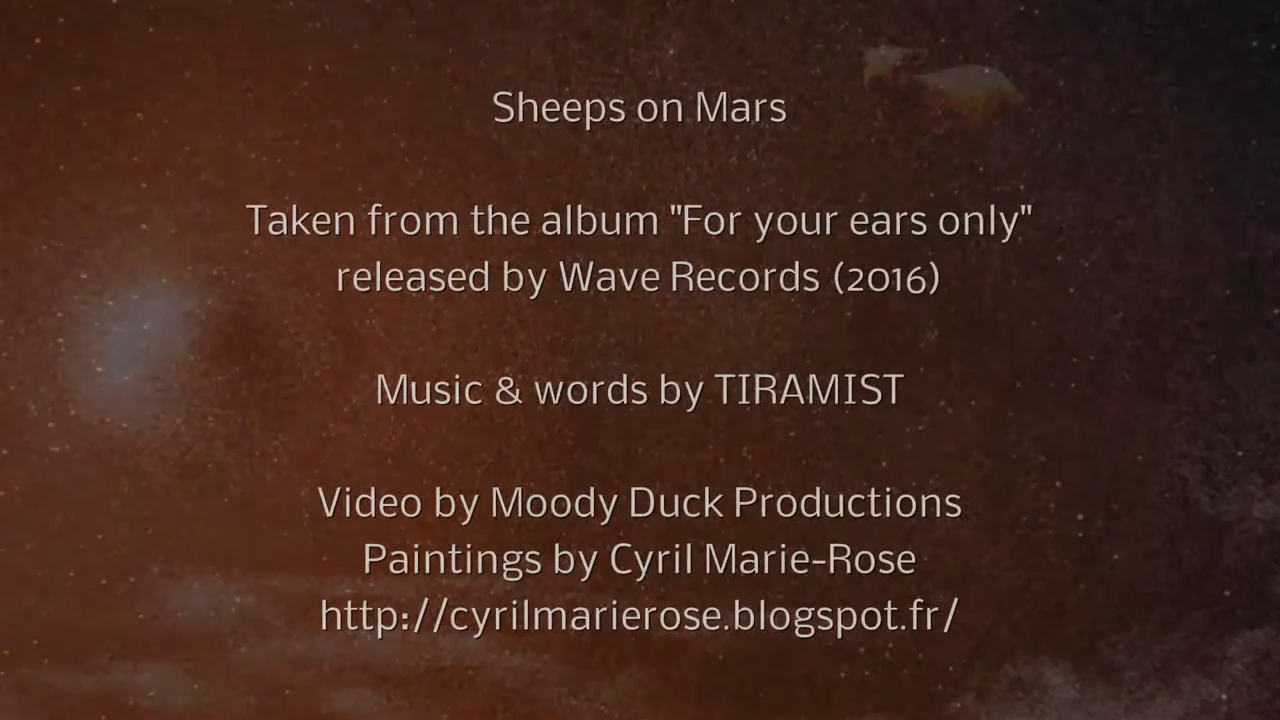 Sheeps on Mars
Taken from the album "For your ears only"
released by Wave Records (2016)
Music & words by TIRAMIST
Video by Moody Duck Productions
Paintings by Cyril Marie-Rose
http://cyrilmarierose.blogspot.fr/